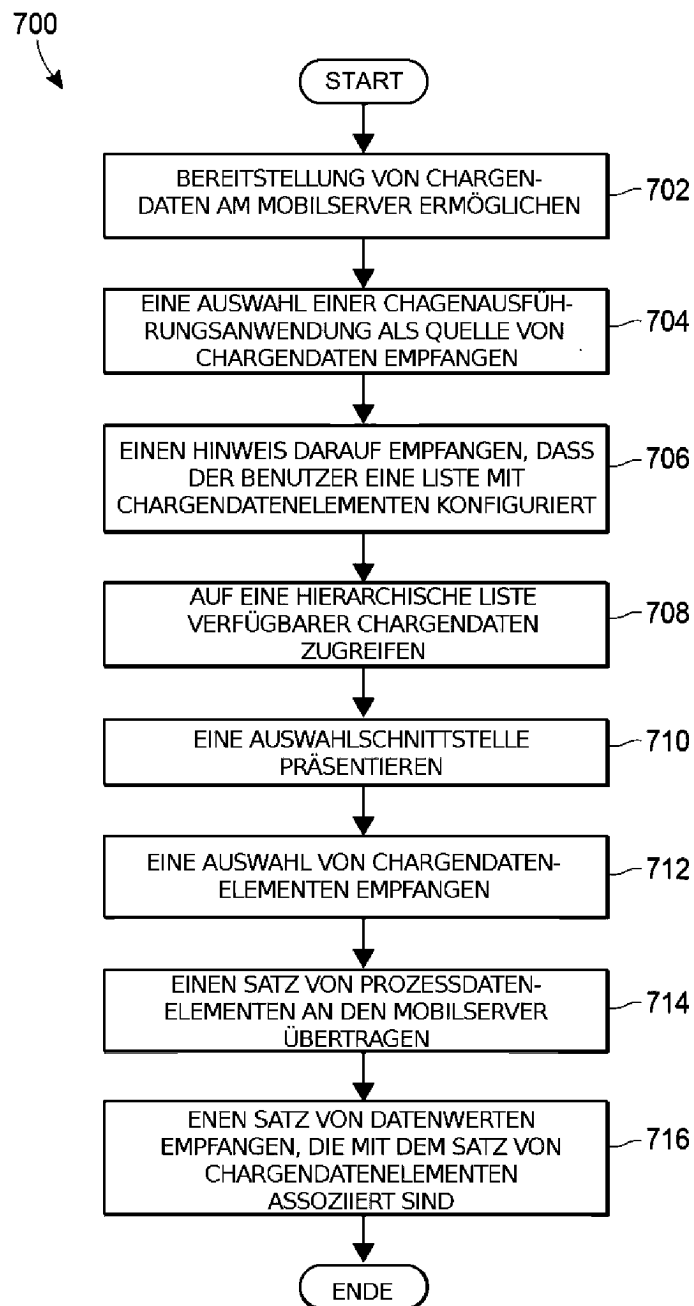 700
START
BEREITSTELLUNG VON CHARGEN-
DATEN AM MOBILSERVER ERMÖGLICHEN
702
EINE AUSWAHL EINER CHAGENAUSFÜH-
RUNGSANWENDUNG ALS QUELLE VON
CHARGENDATEN EMPFANGEN
704
EINEN HINWEIS DARAUF EMPFANGEN, DASS
DER BENUTZER EINE LISTE MIT
CHARGENDATENELEMENTEN KONFIGURIERT
706
AUF EINE HIERARCHISCHE LISTE
VERFÜGBARER CHARGENDATEN
ZUGREIFEN
708
EINE AUSWAHLSCHNITTSTELLE
PRÄSENTIEREN
710
EINE AUSWAHL VON CHARGENDATEN-
ELEMENTEN EMPFANGEN
712
EINEN SATZ VON PROZESSDATEN-
ELEMENTEN AN DEN MOBILSERVER
ÜBERTRAGEN
714
ENEN SATZ VON DATENWERTEN
EMPFANGEN, DIE MIT DEM SATZ VON
CHARGENDATENELEMENTEN
ASSOZIIERT SIND
716
ENDE